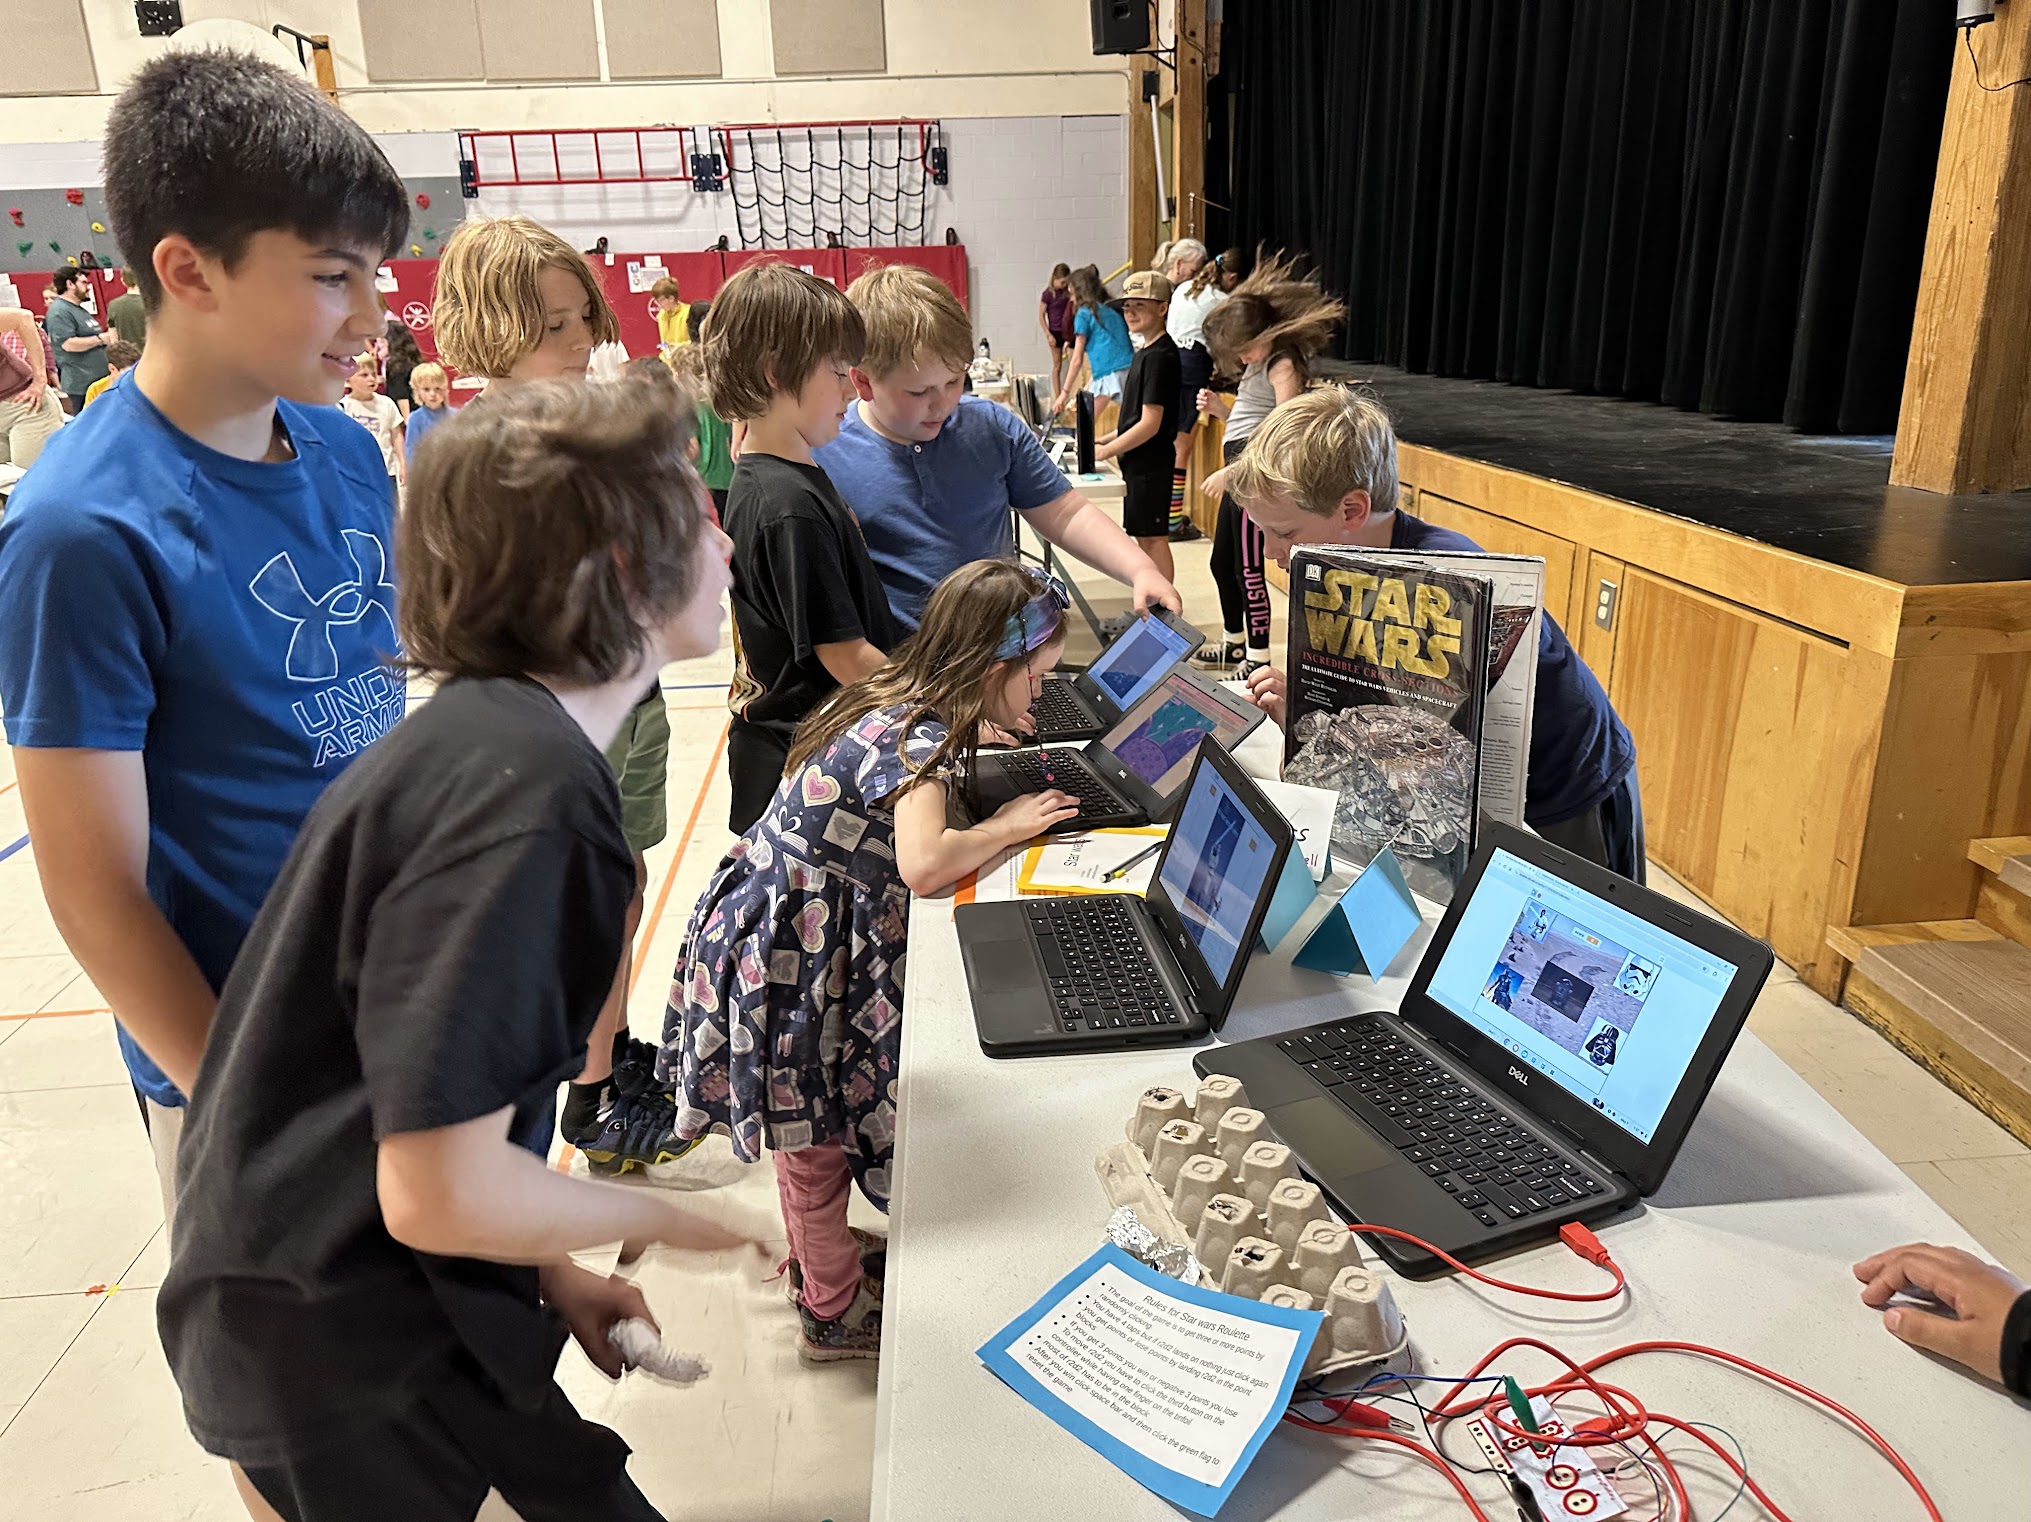 UNDER
ARMOUR
JUSTICE
DK
STAR
WARS
INCREDIBLE CROSS-SECTIONS
THE ULTIMATE GUIDE TO STAR WARS VEHICLES AND SPACECRAFT
Star wars
ss
ell
DELL
Rules for Star wars Roulette
The goal of the game is to get three or more points by
randomly clicking
You have 4 taps but if r2d2 lands on nothing just click again
you get points or lose points by landing r2d2 in the point
blocks.
If you get 3 points you win or negative 3 points you lose
To move r2d2 you have to click the third button on the
controller while having one finger on the tinfoil
most of r2d2 has to be in the block
After you win click space bar and then click the green flag to
reset the game